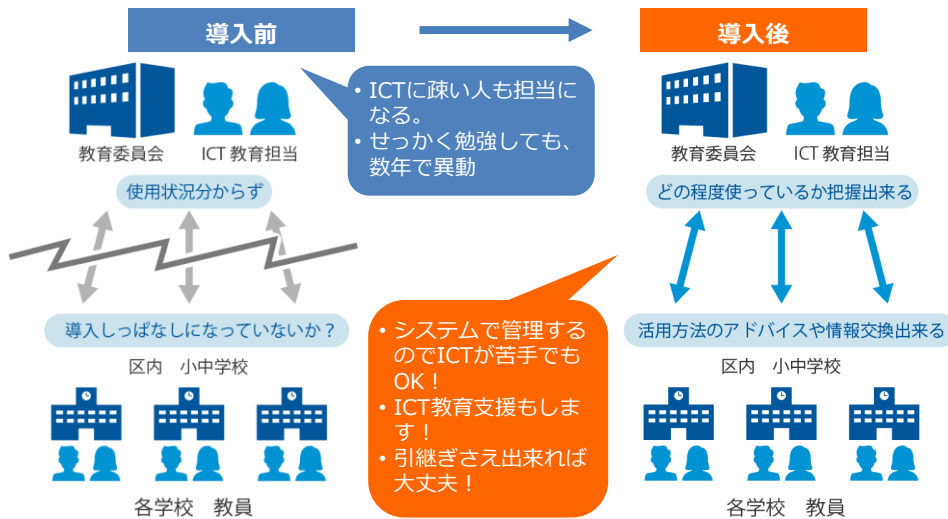 導入前
導入後
• ICTに疎い人も担当に
なる。
• せっかく勉強しても、
数年で異動
教育委員会 ICT 教育担当
使用状況分からず
導入しっぱなしになっていないか？
区内　小中学校
各学校　教員
• システムで管理する
のでICTが苦手でも
OK！
• ICT教育支援もしま
す！
• 引継ぎさえ出来れば
大丈夫！
教育委員会 ICT 教育担当
どの程度使っているか把握出来る
活用方法のアドバイスや情報交換出来る
区内　小中学校
各学校　教員